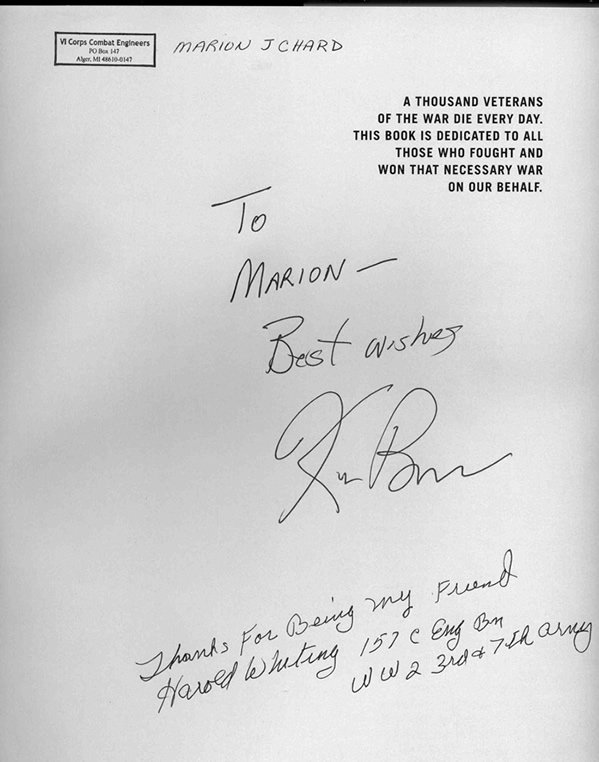 VI Corps Combat Engineers
PO Box 147
Alger, MI 48610-0147
MARION J CHARD
A THOUSAND VETERANS
OF THE WAR DIE EVERY DAY.
THIS BOOK IS DEDICATED TO ALL
THOSE WHO FOUGHT AND
WON THAT NECESSARY WAR
ON OUR BEHALF.
To
MARION —
Best wishes
Thanks For Being my Friend
Harold Whiting 157 C Eng Bn
WW2 3rd & 7th army